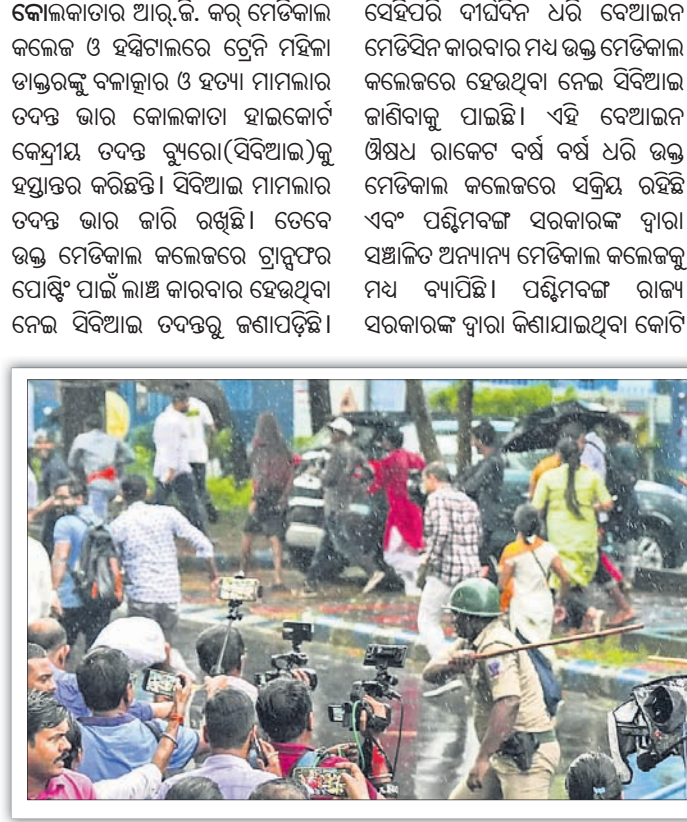 କୋଲକାତାର ଆର୍.ଜି. କର୍ ମେଡିକାଲ
କଲେଜ ଓ ହସ୍ପିଟାଲରେ ଟ୍ରେନି ମହିଳା
ଡାକ୍ତରଙ୍କୁ ବଳାତ୍କାର ଓ ହତ୍ୟା ମାମଲାର
ତଦନ୍ତ ଭାର କୋଲକାତା ହାଇକୋର୍ଟ
କେନ୍ଦ୍ରୀୟ ତଦନ୍ତ ବ୍ୟୁରୋ(ସିବିଆଇ)କୁ
ହସ୍ତାନ୍ତର କରିଛନ୍ତି। ସିବିଆଇ ମାମଲାର
ତଦନ୍ତ ଭାର ଜାରି ରଖିଛି। ତେବେ
ଉକ୍ତ ମେଡିକାଲ କଲେଜରେ ଟ୍ରାନ୍ସଫର
ପୋଷ୍ଟିଂ ପାଇଁ ଲାଞ୍ଚ କାରବାର ହେଉଥିବା
ନେଇ ସିବିଆଇ ତଦନ୍ତରୁ ଜଣାପଡ଼ିଛି।
ସେହିପରି ଦୀର୍ଘଦିନ ଧରି ବେଆଇନ
ମେଡିସିନ କାରବାର ମଧ୍ୟ ଉକ୍ତ ମେଡିକାଲ
କଲେଜରେ ହେଉଥିବା ନେଇ ସିବିଆଇ
ଜାଣିବାକୁ ପାଇଛି। ଏହି ବେଆଇନ
ଔଷଧ ରାକେଟ ବର୍ଷ ବର୍ଷ ଧରି ଉକ୍ତ
ମେଡିକାଲ କଲେଜରେ ସକ୍ରିୟ ରହିଛି
ଏବଂ ପଶ୍ଚିମବଙ୍ଗ ସରକାରଙ୍କ ଦ୍ୱାରା
ସଞ୍ଚାଳିତ ଅନ୍ୟାନ୍ୟ ମେଡିକାଲ କଲେଜକୁ
ମଧ୍ୟ ବ୍ୟାପିଛି। ପଶ୍ଚିମବଙ୍ଗ ରାଜ୍ୟ
ସରକାରଙ୍କ ଦ୍ୱାରା କିଣାଯାଇଥିବା କୋଟି